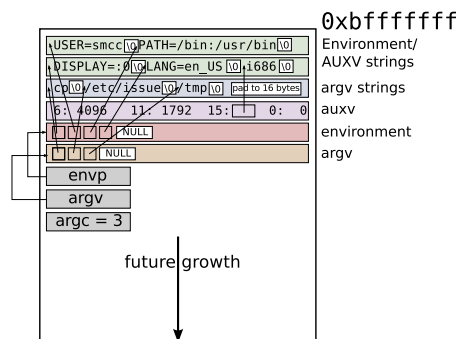 0xbfffffff
USER=smcc\0PATH=/bin:/usr/bin\0
Environment/
AUXV strings
DISPLAY=:0\0LANG=en_US\0i686\0
cp\0/etc/issue\0/tmp\0 pad to 16 bytes
argv strings
6: 4096 11: 1792 15: 0: 0
auxv
NULL
environment
NULL
argv
envp
argv
argc = 3
future growth